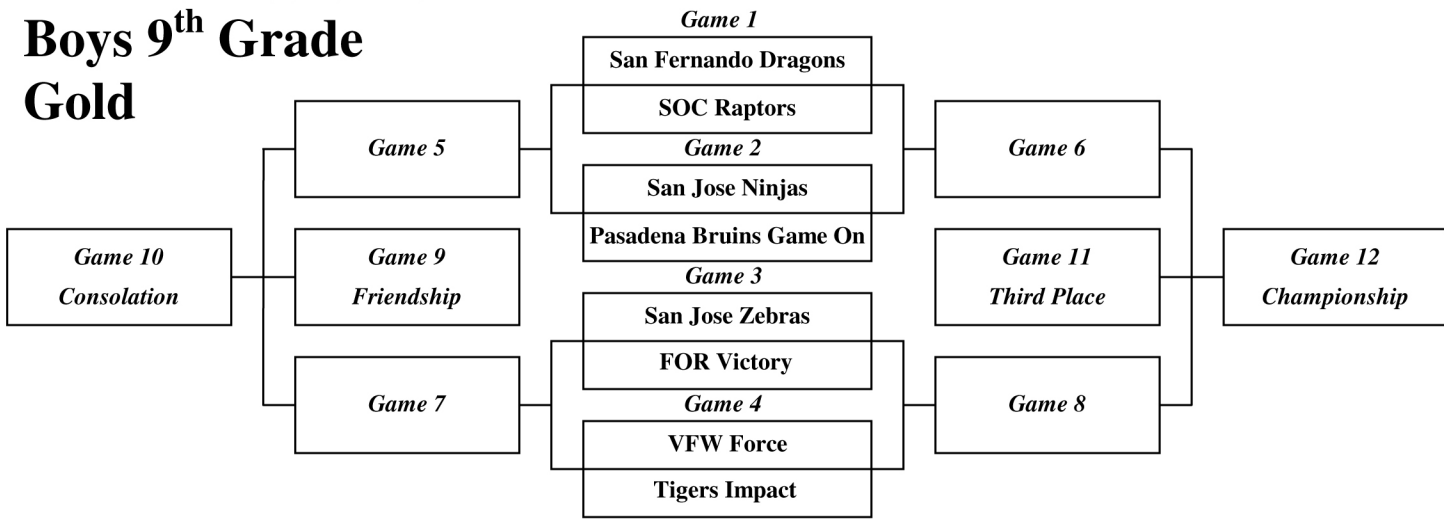 Boys 9th Grade
Gold
Game 1
San Fernando Dragons
SOC Raptors
Game 2
San Jose Ninjas
Pasadena Bruins Game On
Game 3
San Jose Zebras
FOR Victory
Game 4
VFW Force
Tigers Impact
Game 5
Game 6
Game 10
Consolation
Game 9
Friendship
Game 11
Third Place
Game 12
Championship
Game 7
Game 8